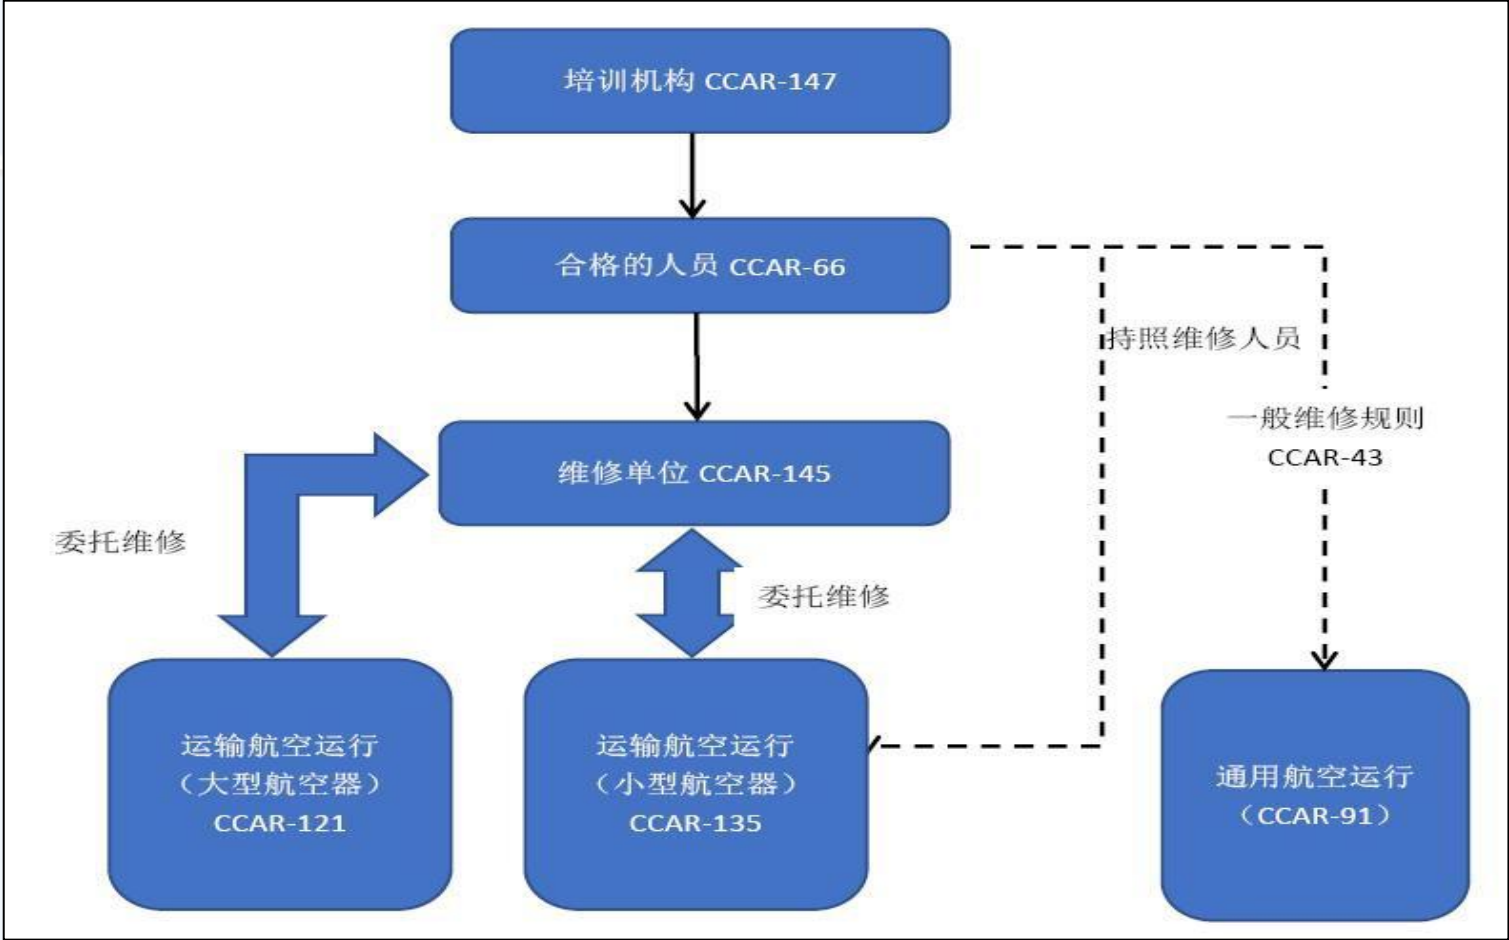 培训机构 CCAR-147
合格的人员 CCAR-66
持照维修人员
一般维修规则
CCAR-43
维修单位 CCAR-145
委托维修
委托维修
运输航空运行
（大型航空器）
CCAR-121
运输航空运行
（小型航空器）
CCAR-135
通用航空运行
（CCAR-91）